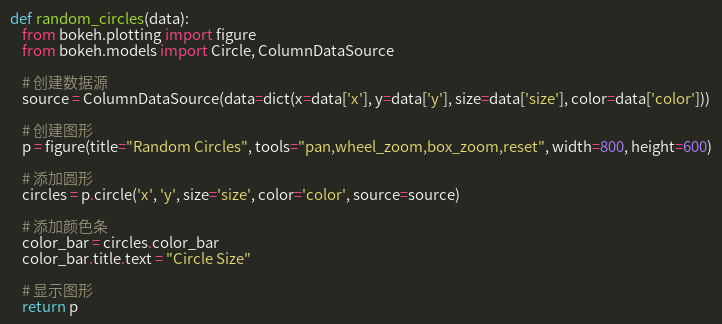 def random_circles(data):
    from bokeh.plotting import figure
    from bokeh.models import Circle, ColumnDataSource

    # 创建数据源
    source = ColumnDataSource(data=dict(x=data['x'], y=data['y'], size=data['size'], color=data['color']))

    # 创建图形
    p = figure(title="Random Circles", tools="pan,wheel_zoom,box_zoom,reset", width=800, height=600)

    # 添加圆形
    circles = p.circle('x', 'y', size='size', color='color', source=source)

    # 添加颜色条
    color_bar = circles.color_bar
    color_bar.title.text = "Circle Size"

    # 显示图形
    return p